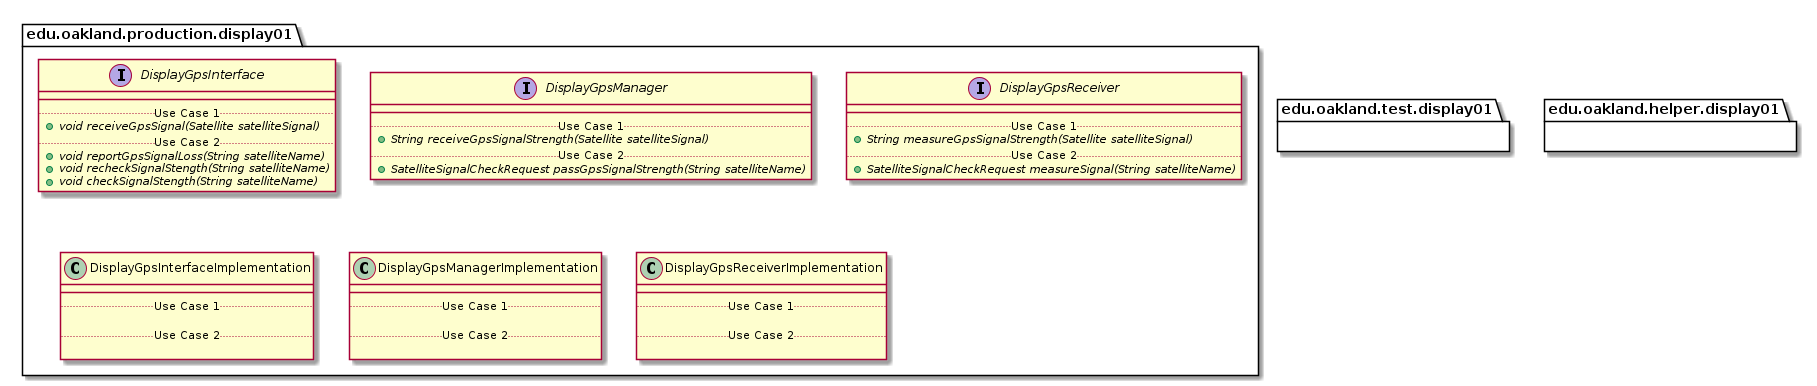 edu.oakland.production.display01
I DisplayGpsInterface
Use Case 1
void receiveGpsSignal(Satellite satelliteSignal)
Use Case 2
void reportGpsSignalLoss(String satelliteName)
void recheckSignalStength(String satelliteName)
void checkSignalStength(String satelliteName)
I DisplayGpsManager
Use Case 1
String receiveGpsSignalStrength(Satellite satelliteSignal)
Use Case 2
SatelliteSignalCheckRequest passGpsSignalStrength(String satelliteName)
I DisplayGpsReceiver
Use Case 1
String measureGpsSignalStrength(Satellite satelliteSignal)
Use Case 2
SatelliteSignalCheckRequest measureSignal(String satelliteName)
C DisplayGpsInterfaceImplementation
Use Case 1
Use Case 2
C DisplayGpsManagerImplementation
Use Case 1
Use Case 2
C DisplayGpsReceiverImplementation
Use Case 1
Use Case 2
edu.oakland.test.display01
edu.oakland.helper.display01